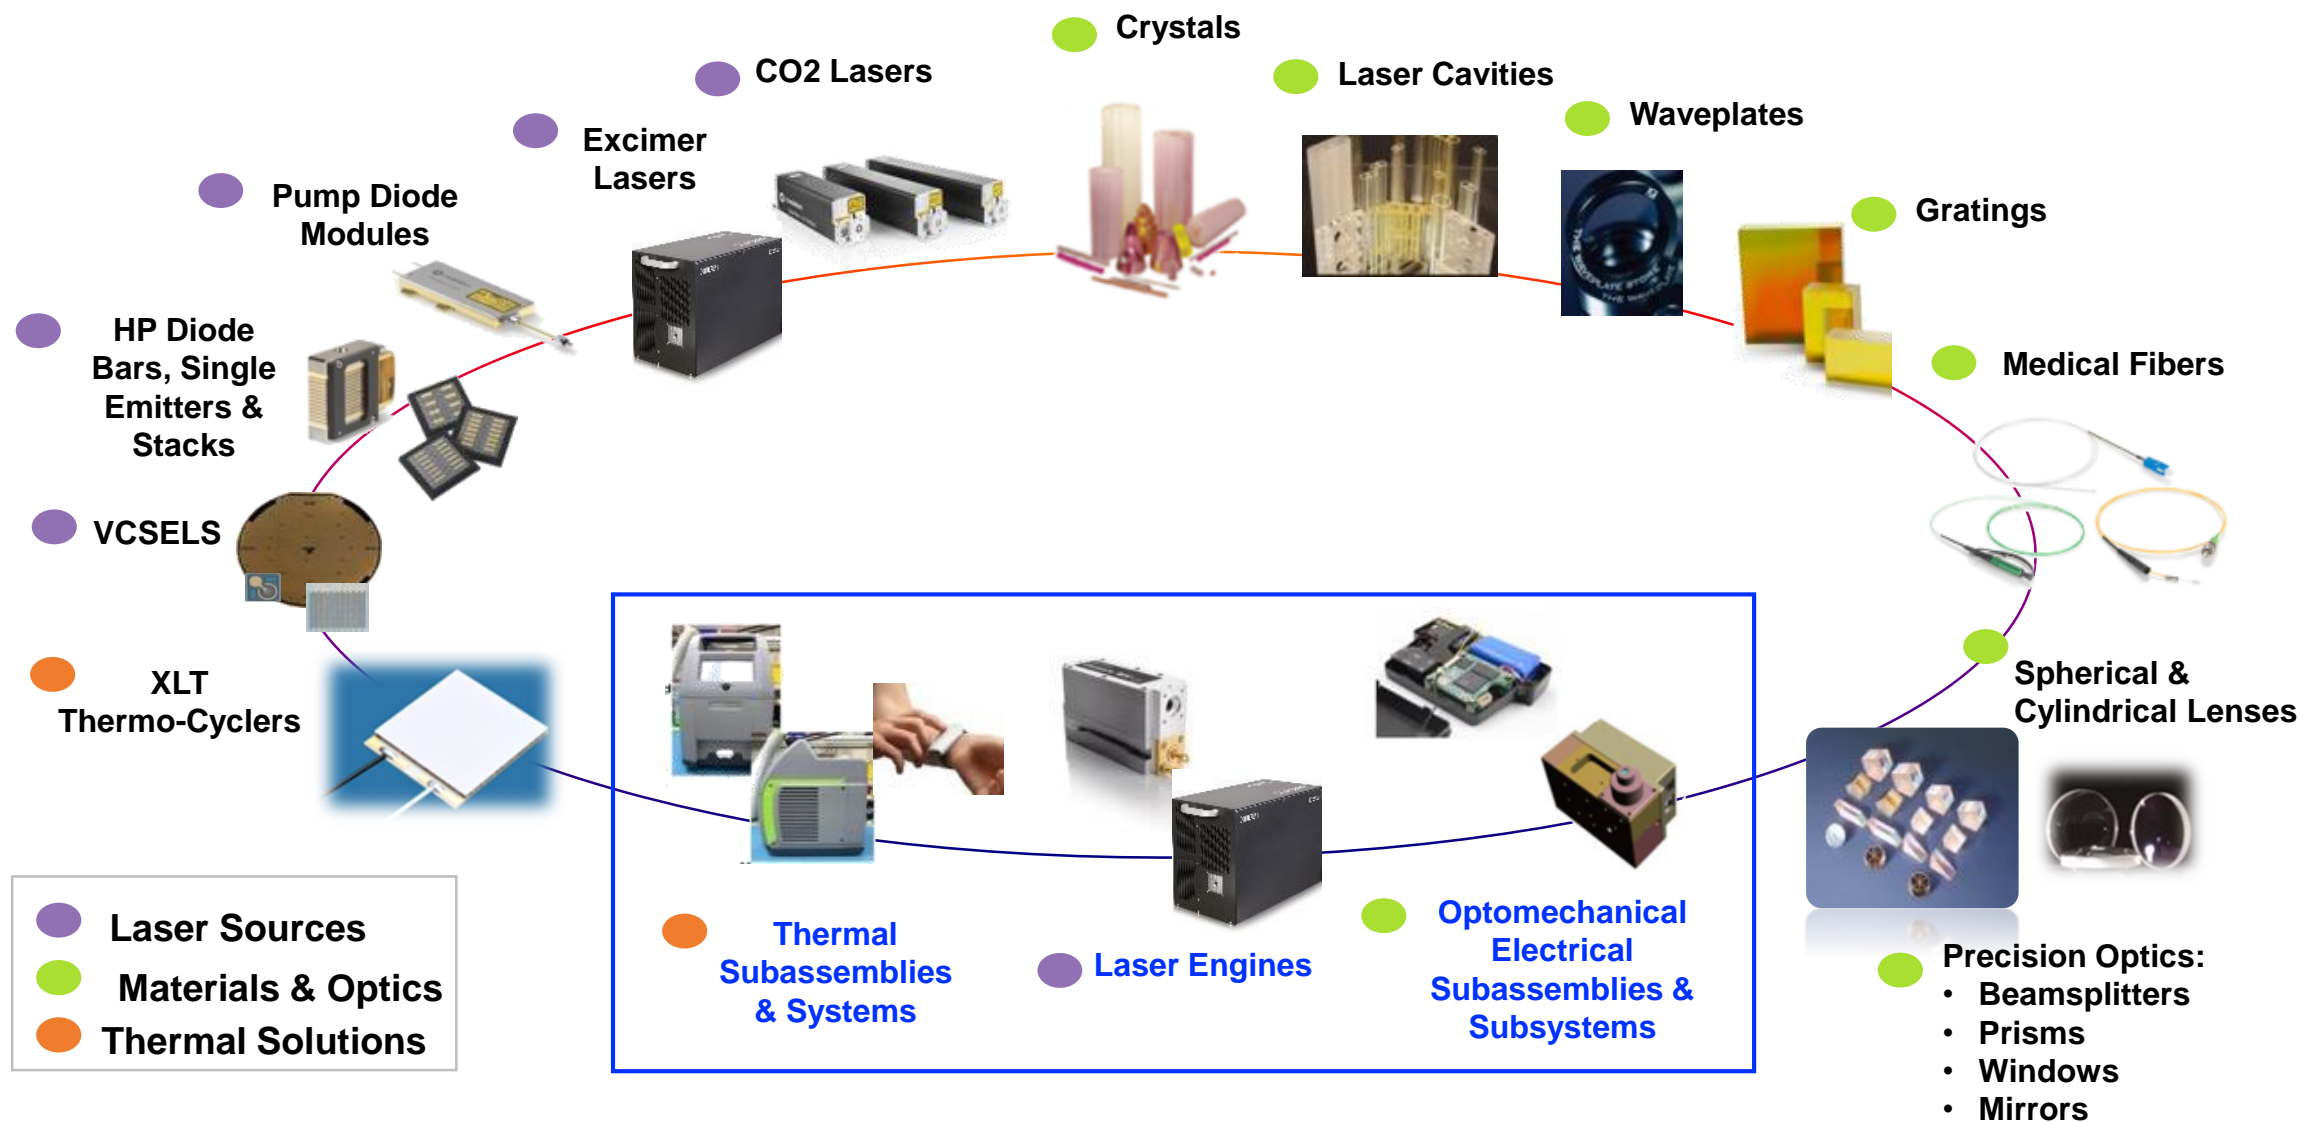 Crystals
CO2 Lasers
Laser Cavities
Waveplates
Excimer
Lasers
Pump Diode
Modules
Gratings
HP Diode
Bars, Single
Emitters &
Stacks
Medical Fibers
VCSELS
XLT
Thermo-Cyclers
Spherical &
Cylindrical Lenses
Laser Sources
Materials & Optics
Thermal Solutions
Thermal
Subassemblies
& Systems
Laser Engines
Optomechanical
Electrical
Subassemblies &
Subsystems
Precision Optics:
• Beamsplitters
• Prisms
• Windows
• Mirrors